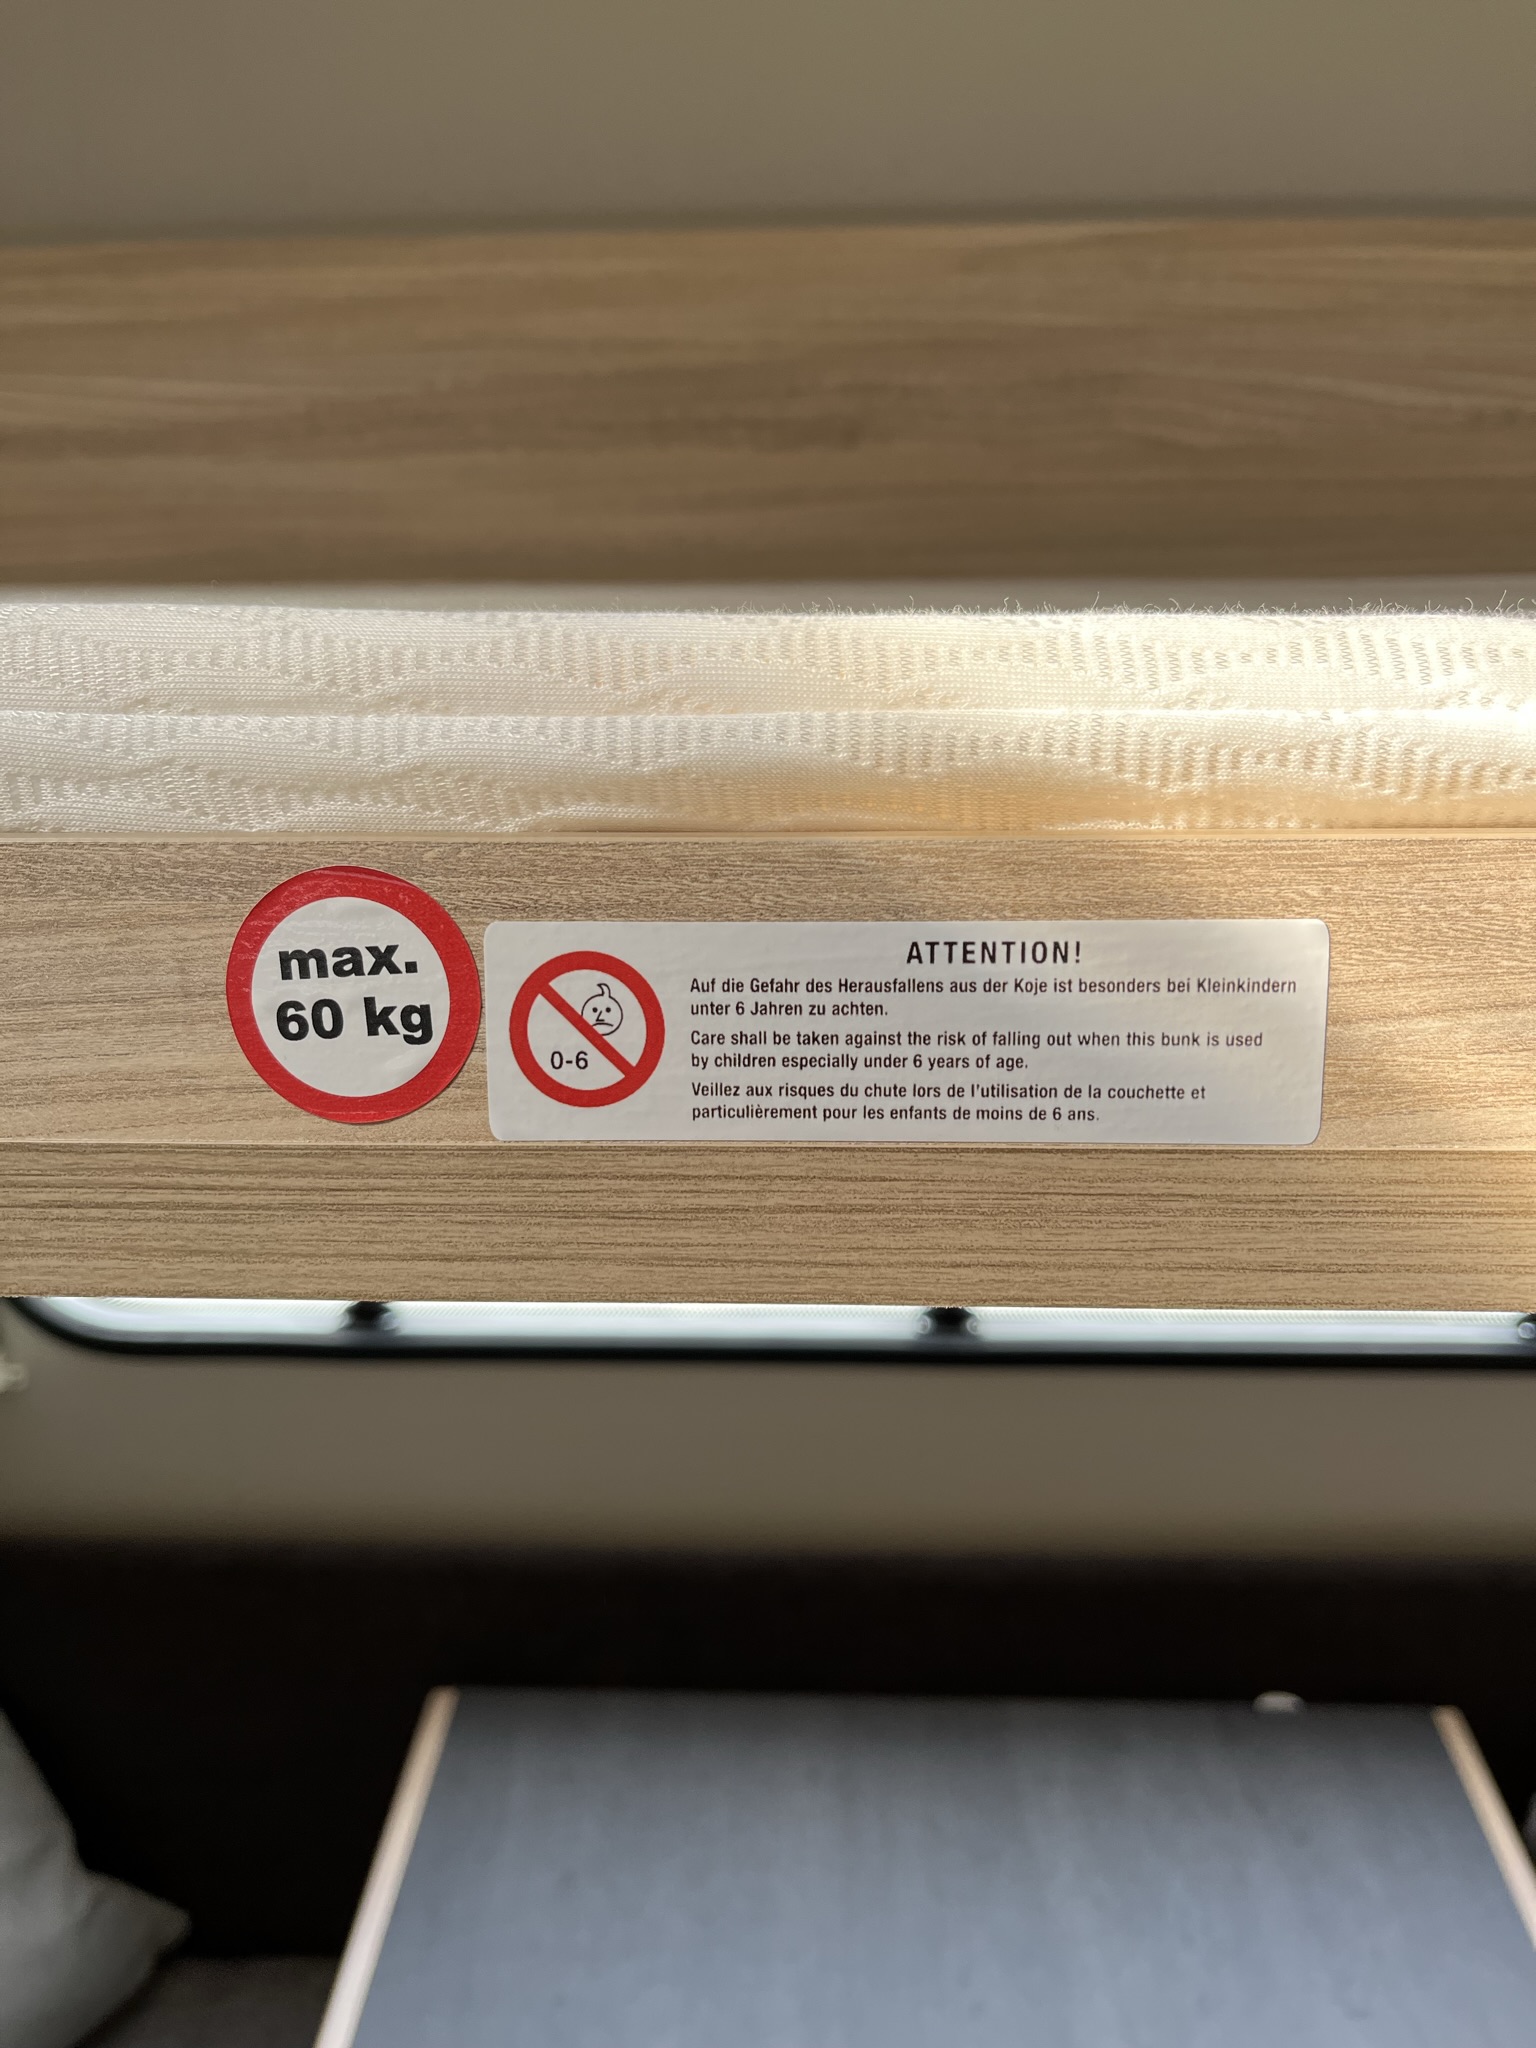 max.
60 kg
0-6
ATTENTION!
Auf die Gefahr des Herausfallens aus der Koje ist besonders bei Kleinkindern
unter 6 Jahren zu achten.
Care shall be taken against the risk of falling out when this bunk is used
by children especially under 6 years of age.
Veillez aux risques du chute lors de l'utilisation de la couchette et
particulièrement pour les enfants de moins de 6 ans.